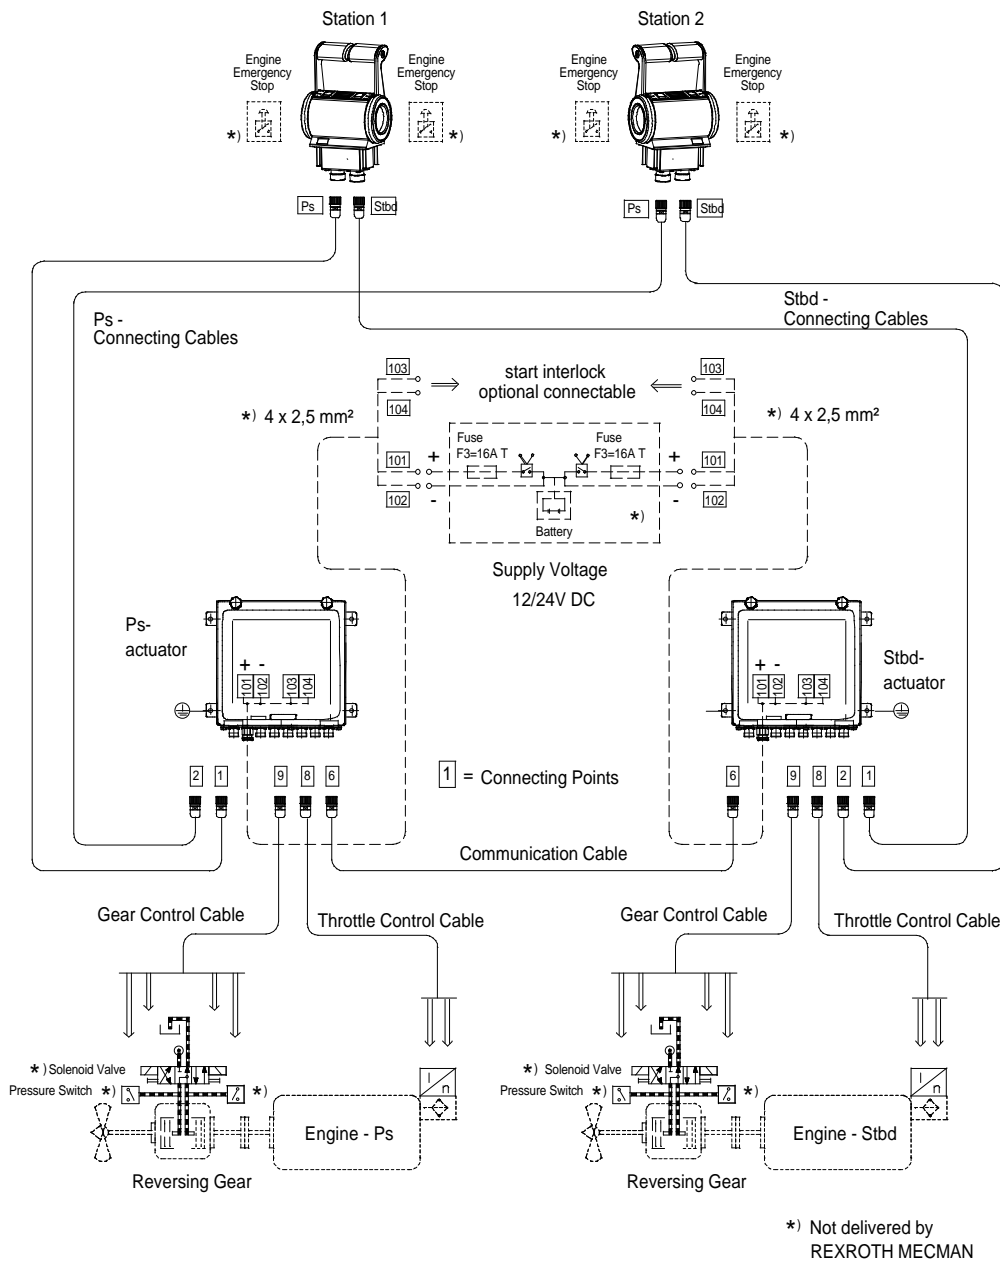 Station 1
Station 2
Engine
Emergency
Stop
*)
Engine
Emergency
Stop
*)
Engine
Emergency
Stop
*)
Engine
Emergency
Stop
*)
Ps
Stbd
Ps
Stbd
Ps -
Connecting Cables
Stbd -
Connecting Cables
103
104
start interlock
optional connectable
103
104
*) 4 x 2,5 mm²
*) 4 x 2,5 mm²
101
102
+
-
Fuse
F3=16A T
Fuse
F3=16A T
+
-
101
102
Battery
*)
Supply Voltage
12/24V DC
Ps-
actuator
+ -
101 102 103 104
Stbd-
actuator
+ -
101 102 103 104
1 = Connecting Points
2 1 9 8 6
6 9 8 2 1
Communication Cable
Gear Control Cable
Throttle Control Cable
Gear Control Cable
Throttle Control Cable
*) Solenoid Valve
Pressure Switch *)
*)
I
n
Engine - Ps
Reversing Gear
*) Solenoid Valve
Pressure Switch *)
*)
I
n
Engine - Stbd
Reversing Gear
*) Not delivered by
REXROTH MECMAN